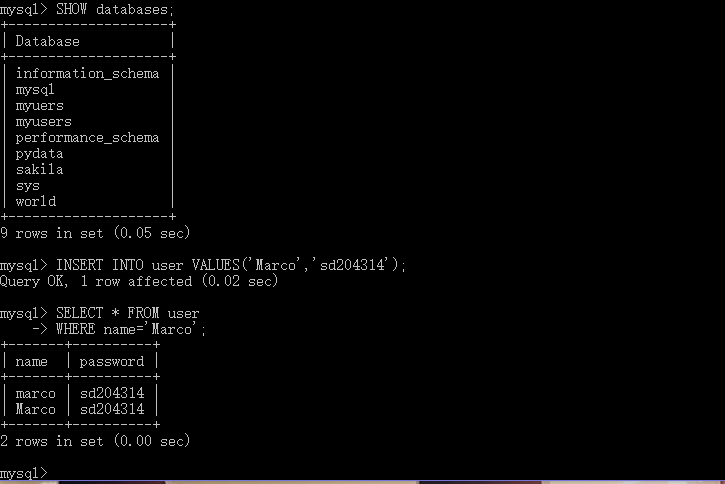 mysql> SHOW databases;
+--------------------+
| Database           |
+--------------------+
| information_schema |
| mysql              |
| myuers             |
| myusers            |
| performance_schema |
| pydata             |
| sakila             |
| sys                |
| world              |
+--------------------+
9 rows in set (0.05 sec)
mysql> INSERT INTO user VALUES('Marco','sd204314');
Query OK, 1 row affected (0.02 sec)
mysql> SELECT * FROM user
    -> WHERE name='Marco';
+-------+----------+
| name  | password |
+-------+----------+
| marco | sd204314 |
| Marco | sd204314 |
+-------+----------+
2 rows in set (0.00 sec)
mysql>